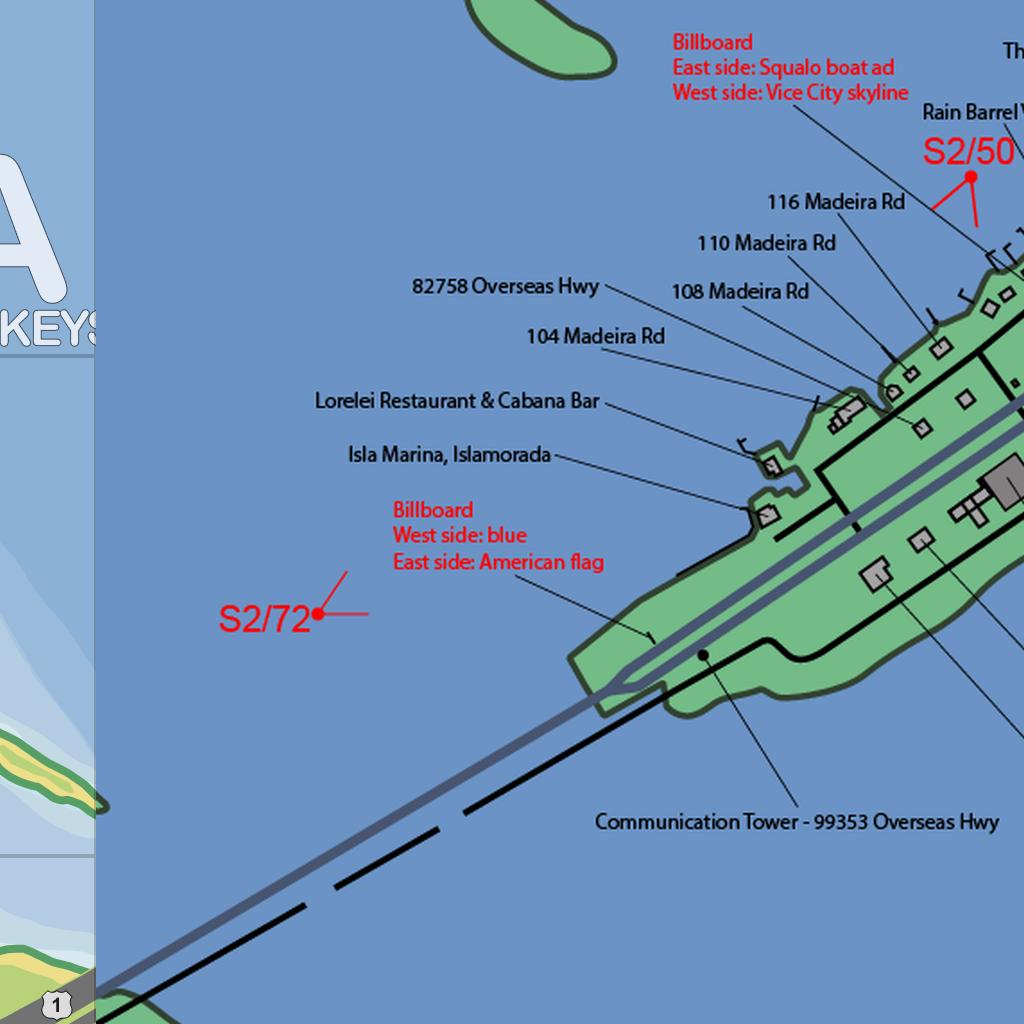 Billboard
East side: Squalo boat ad
West side: Vice City skyline
Th
Rain Barrel
S2/50
116 Madeira Rd
110 Madeira Rd
82758 Overseas Hwy
108 Madeira Rd
104 Madeira Rd
Lorelei Restaurant & Cabana Bar
Isla Marina, Islamorada
Billboard
West side: blue
East side: American flag
S2/72
Communication Tower - 99353 Overseas Hwy
A
KEYS
1